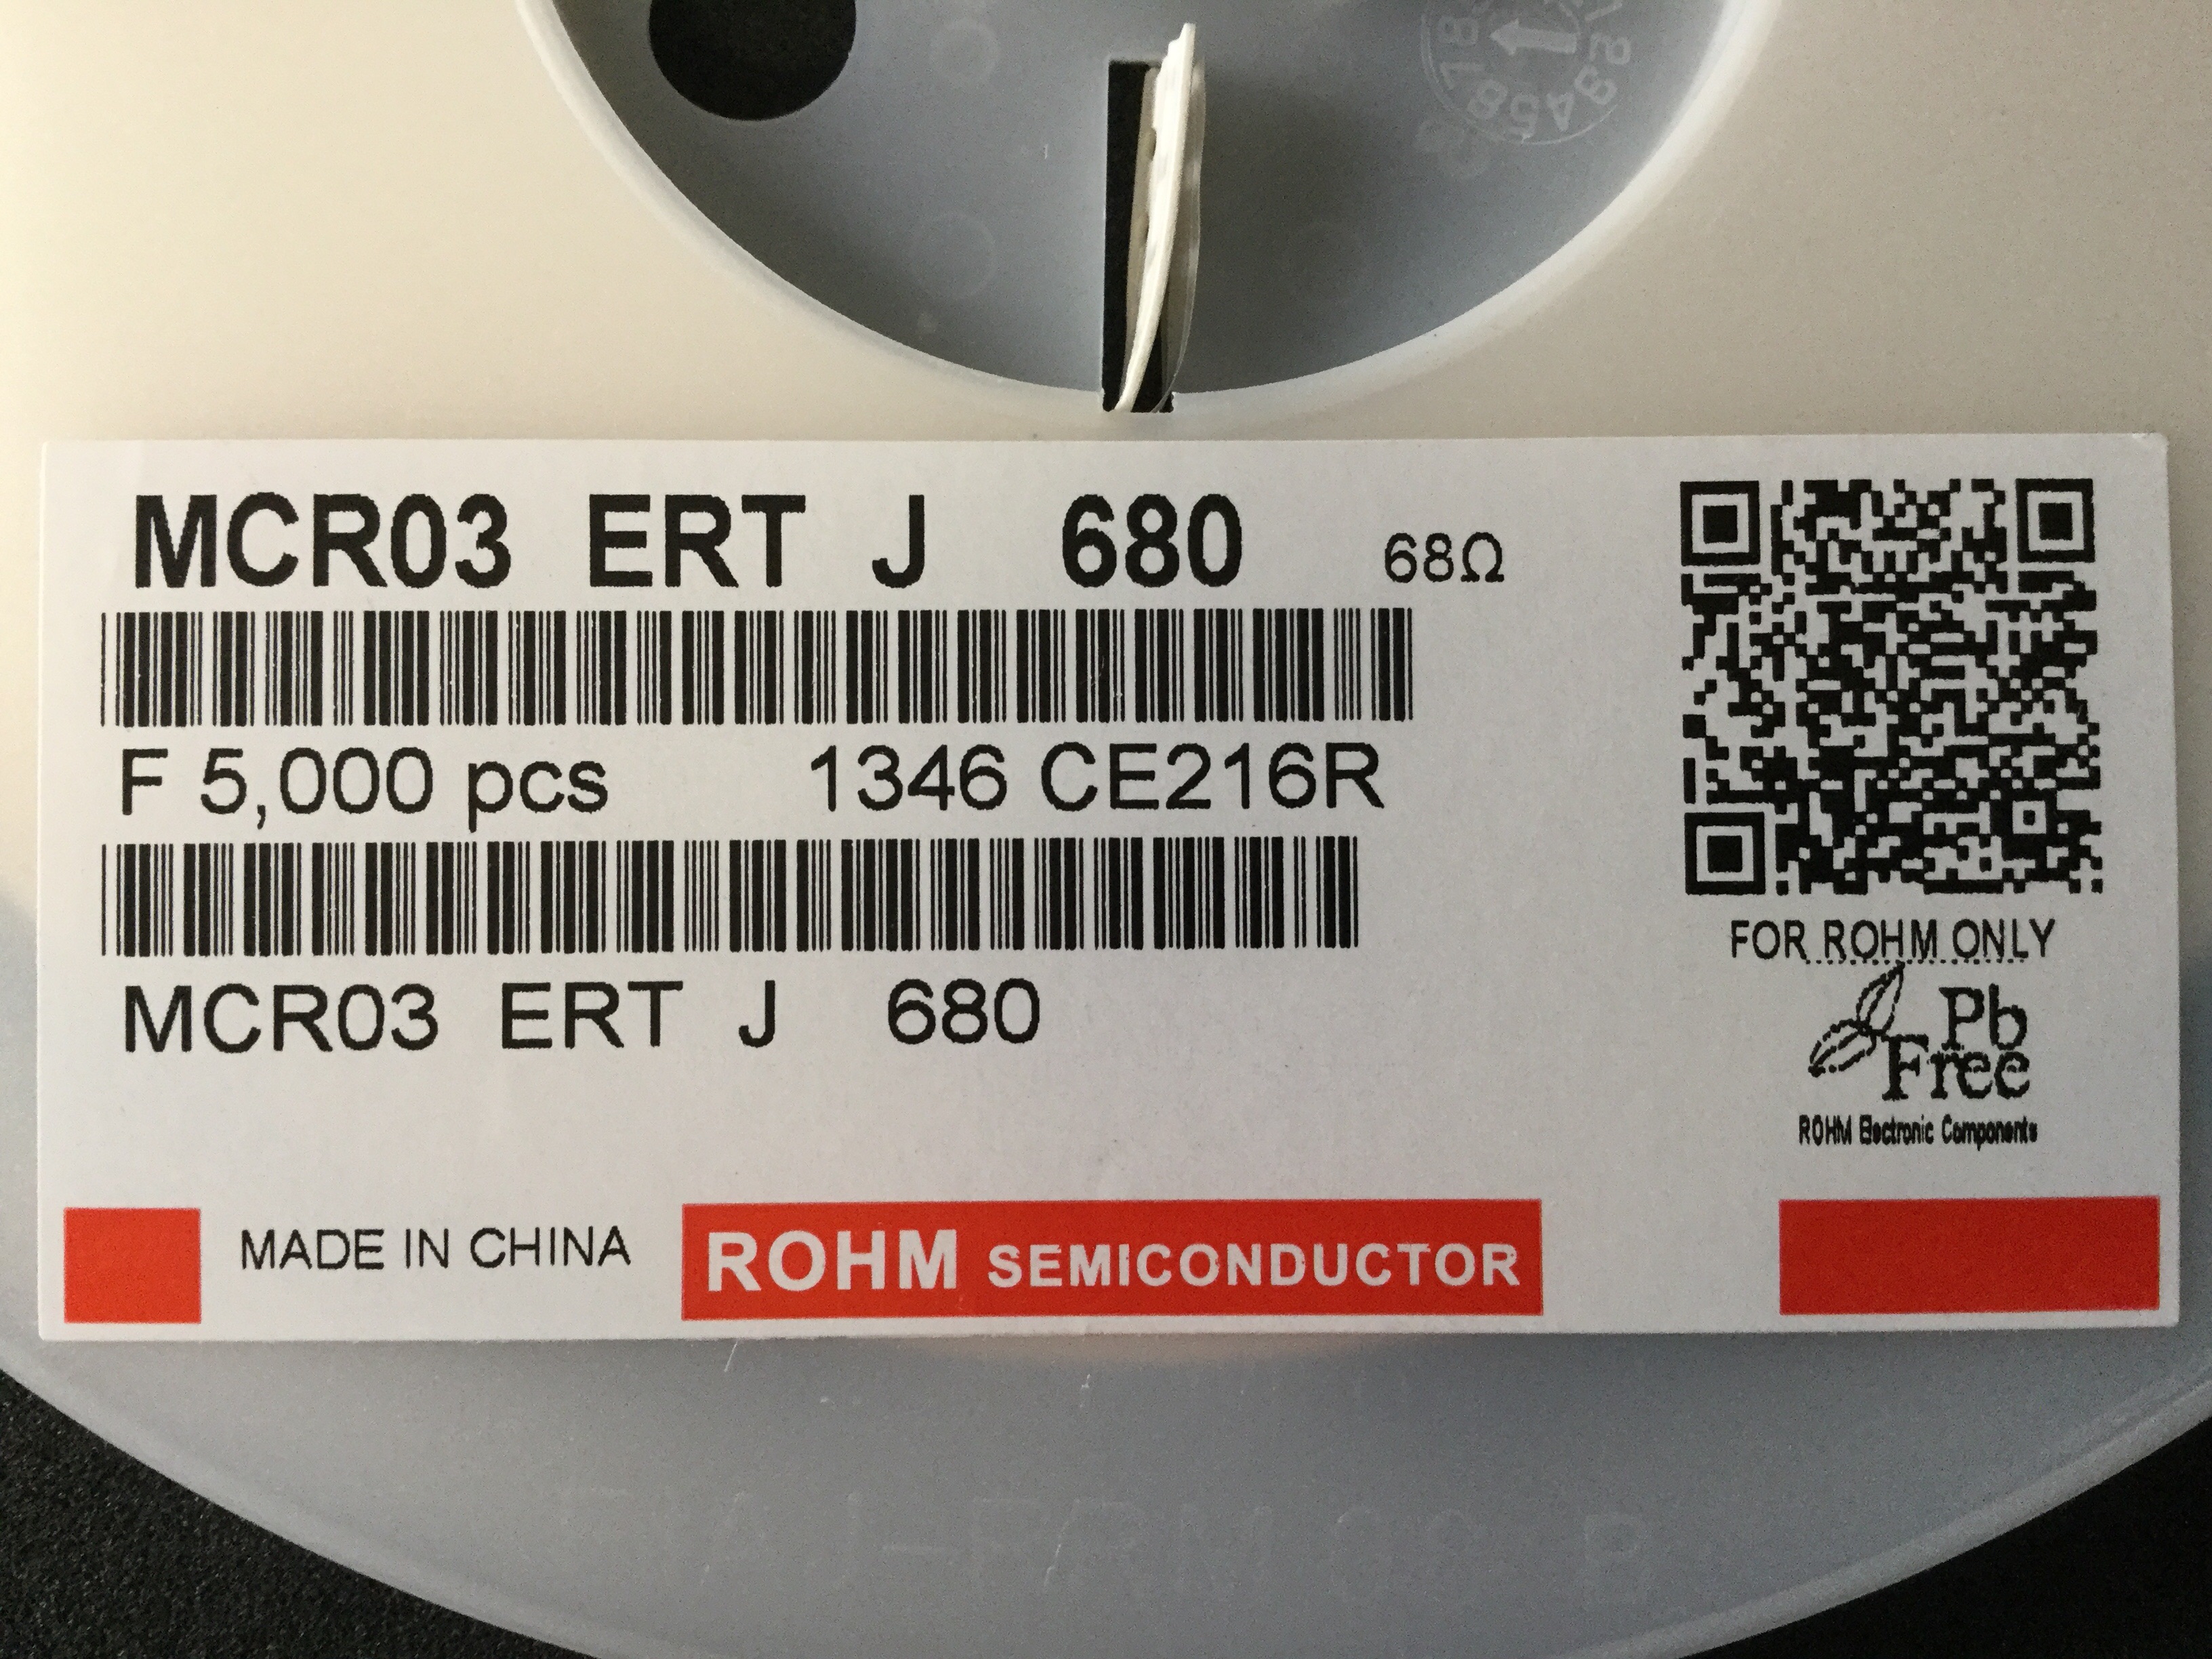 MCR03 ERT J 680 68Ω
F 5,000 pcs 1346 CE216R
MCR03 ERT J 680
FOR ROHM ONLY
Pb
Free
ROHM Electronic Components
MADE IN CHINA
ROHM SEMICONDUCTOR